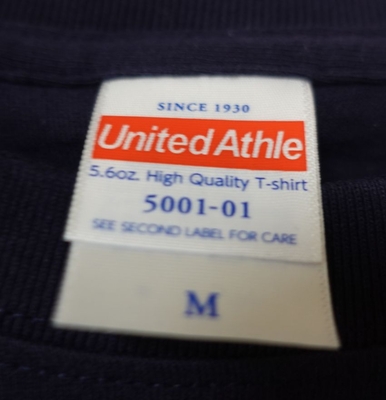 SINCE 1930
United Athle
5.6oz. High Quality T-shirt
5001-01
SEE SECOND LABEL FOR CARE
M